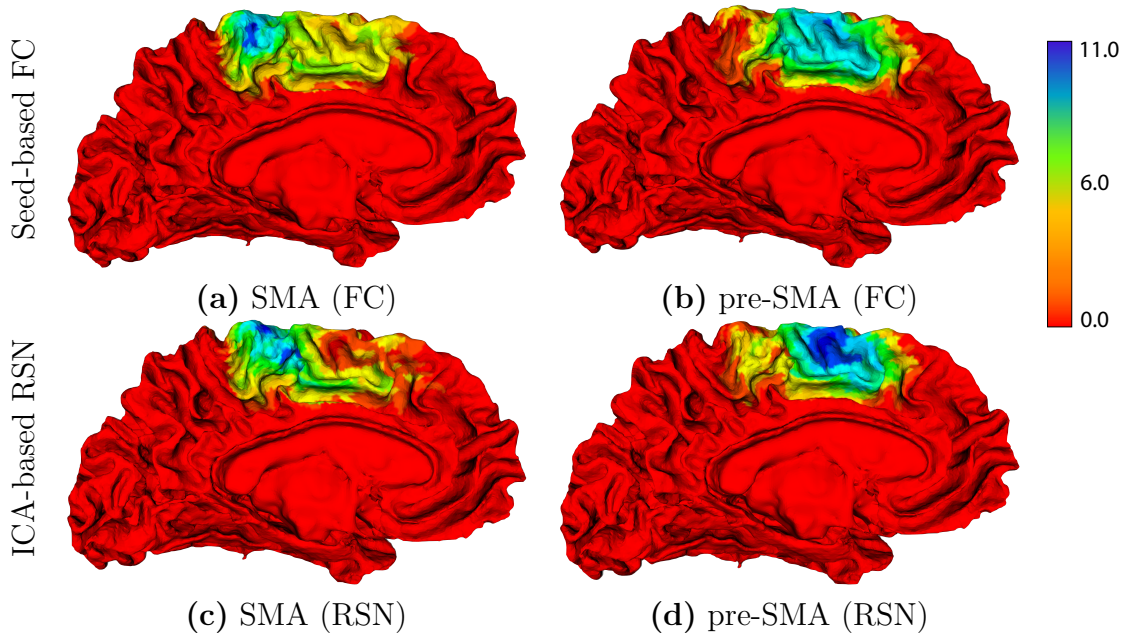 Seed-based FC
11.0
6.0
0.0
(a) SMA (FC)
(b) pre-SMA (FC)
ICA-based RSN
(c) SMA (RSN)
(d) pre-SMA (RSN)